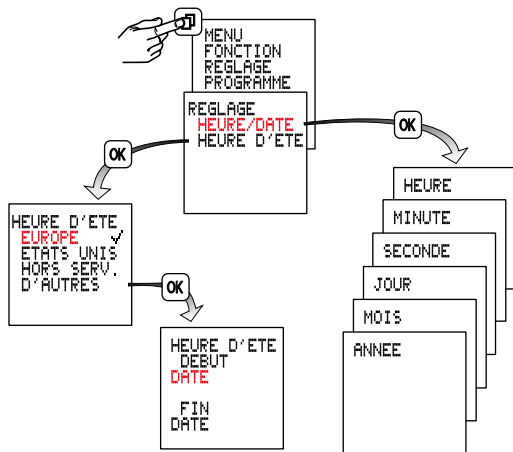 MENU
FONCTION
REGLAGE
PROGRAMME
REGLAGE
HEURE/DATE
HEURE D'ETE
OK
OK
HEURE D'ETE
EUROPE
ETATS UNIS
HORS SERV.
D'AUTRES
OK
HEURE D'ETE
DEBUT
DATE
FIN
DATE
HEURE
MINUTE
SECONDE
JOUR
MOIS
ANNEE